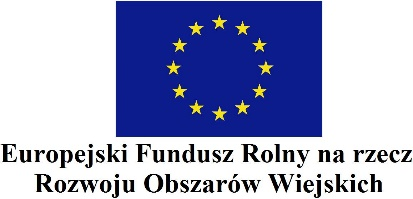 Europejski Fundusz Rolny na rzecz
Rozwoju Obszarów Wiejskich